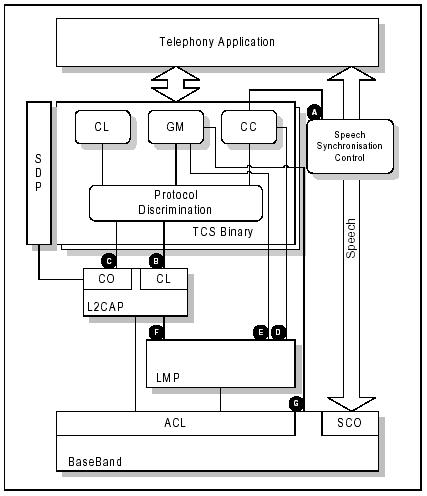 Telephony Application
A
CL
GM
CC
Speech
Synchronisation
Control
SDP
Protocol
Discrimination
TCS Binary
Speech
C
B
CO
CL
L2CAP
F
E
D
LMP
G
ACL
SCO
BaseBand